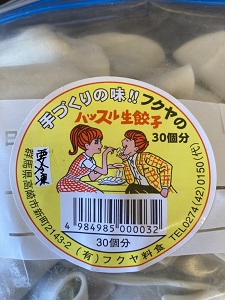 手づくりの味!!フクヤの
ハッスル生餃子
30個分
要冷凍
4 984985 000032
30個分
群馬県高崎市新町2143-2 (有)フクヤ料食 TEL0274(42)0150(代)